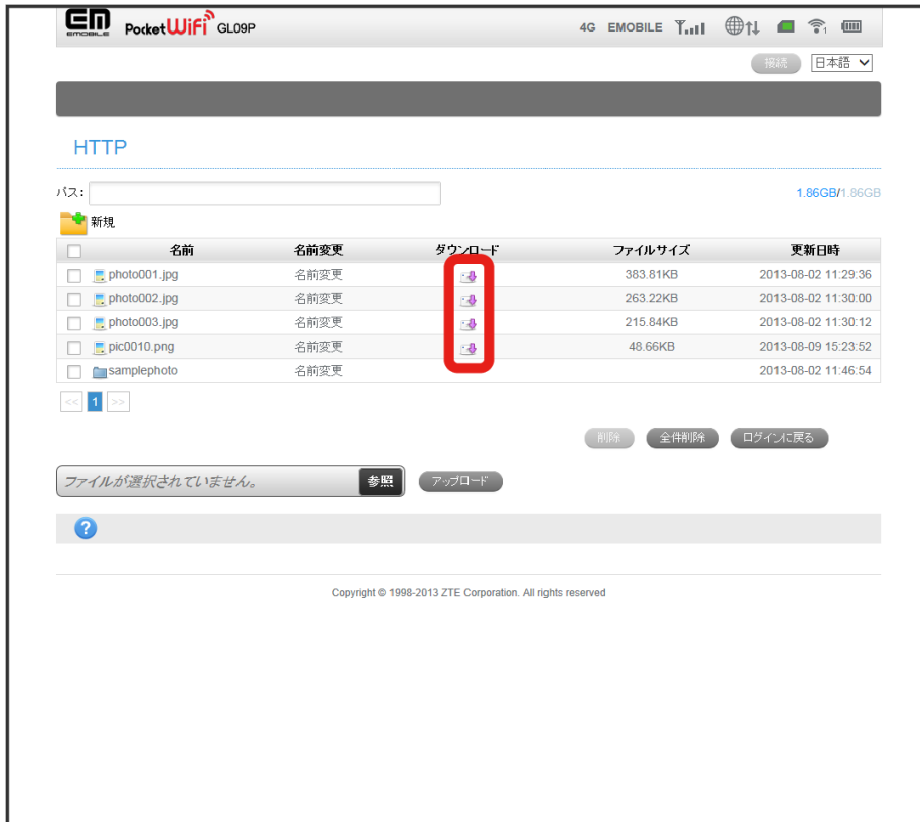 EM EMOBILE Pocket WiFi GL09P 4G EMOBILE 1
接続 日本語
HTTP
パス: 1.86GB/1.86GB
新規
名前 名前変更 ダウンロード ファイルサイズ 更新日時
photo001.jpg 名前変更 383.81KB 2013-08-02 11:29:36
photo002.jpg 名前変更 263.22KB 2013-08-02 11:30:00
photo003.jpg 名前変更 215.84KB 2013-08-02 11:30:12
pic0010.png 名前変更 48.66KB 2013-08-09 15:23:52
samplephoto 名前変更 2013-08-02 11:46:54
<< 1 >>
削除 全件削除 ログインに戻る
ファイルが選択されていません。 参照 アップロード
?
Copyright © 1998-2013 ZTE Corporation. All rights reserved